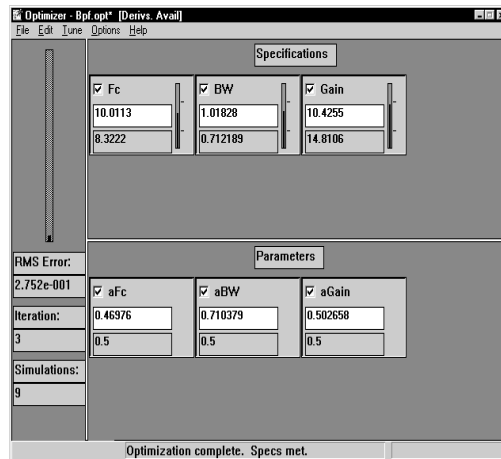 Optimizer - Bpf.opt* [Derivs. Avail]
File Edit Tune Options Help
Specifications
Fc BW Gain
10.0113 1.01828 10.4255
8.3222 0.712189 14.8106
RMS Error:
2.752e-001
Iteration:
3
Simulations:
9
Parameters
aFc aBW aGain
0.46976 0.710379 0.502658
0.5 0.5 0.5
Optimization complete. Specs met.